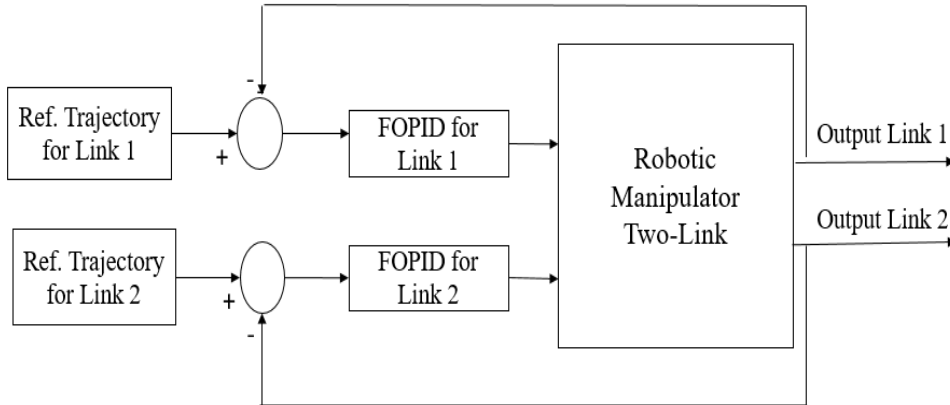 -
Ref. Trajectory
for Link 1
+
FOPID for
Link 1
Robotic
Manipulator
Two-Link
Output Link 1
Output Link 2
Ref. Trajectory
for Link 2
+
-
FOPID for
Link 2